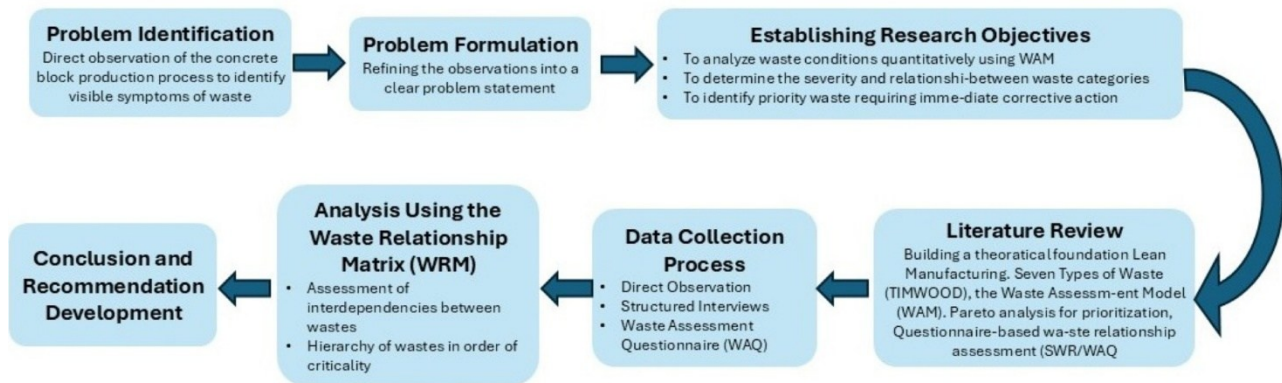 Problem Identification
Direct observation of the concrete
block production process to identify
visible symptoms of waste
Problem Formulation
Refining the observations into a
clear problem statement
Establishing Research Objectives
• To analyze waste conditions quantitatively using WAM
• To determine the severity and relationshi-between waste categories
• To identify priority waste requiring imme-diate corrective action
Literature Review
Building a theoratical foundation Lean
Manufacturing. Seven Types of Waste
(TIMWOOD), the Waste Assessm-ent Model
(WAM). Pareto analysis for prioritization,
Questionnaire-based wa-ste relationship
assessment (SWR/WAQ
Data Collection
Process
• Direct Observation
• Structured Interviews
• Waste Assessment
Questionnaire (WAQ)
Analysis Using the
Waste Relationship
Matrix (WRM)
• Assessment of
interdependencies between
wastes
• Hierarchy of wastes in order of
criticality
Conclusion and
Recommendation
Development